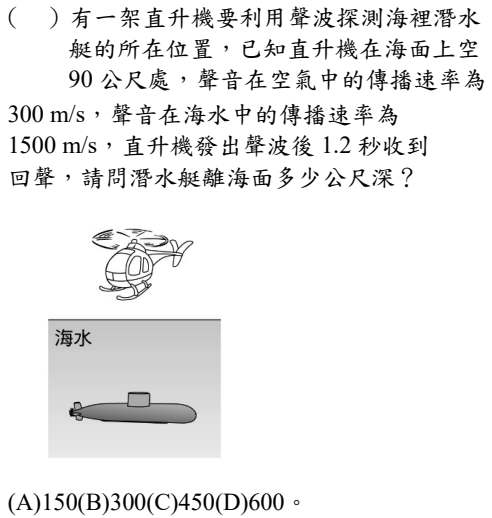 (　)有一架直升機要利用聲波探測海裡潛水
艇的所在位置，已知直升機在海面上空
90 公尺處，聲音在空氣中的傳播速率為
300 m/s，聲音在海水中的傳播速率為
1500 m/s，直升機發出聲波後 1.2 秒收到
回聲，請問潛水艇離海面多少公尺深？
海水
(A)150(B)300(C)450(D)600。